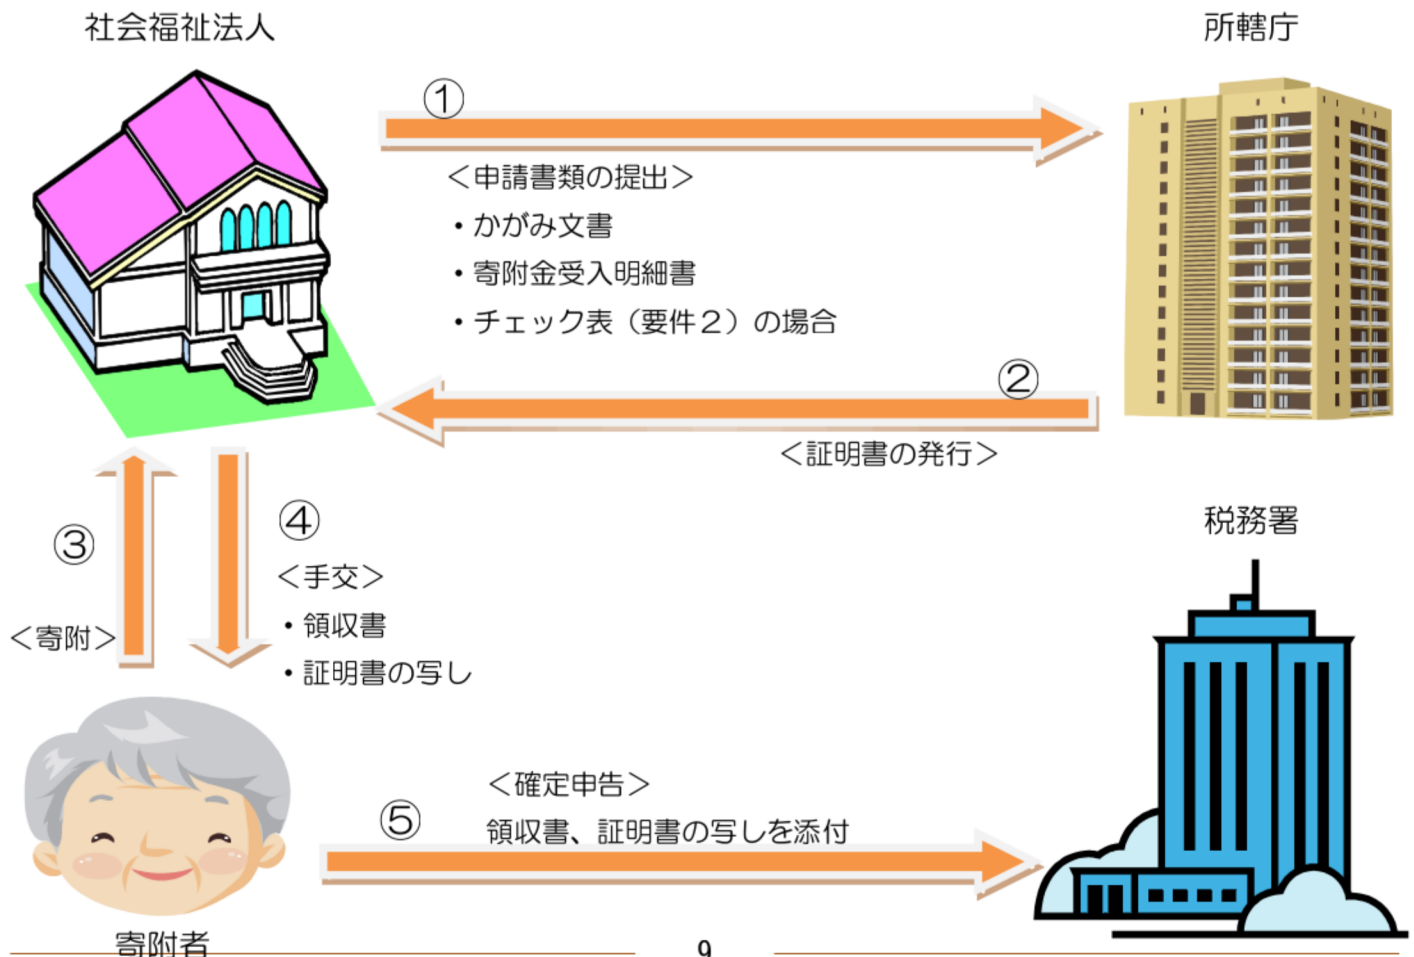 社会福祉法人
所轄庁
①
＜申請書類の提出＞
・かがみ文書
・寄附金受入明細書
・チェック表（要件２）の場合
②
＜証明書の発行＞
③
＜寄附＞
④
＜手交＞
・領収書
・証明書の写し
税務署
⑤
＜確定申告＞
領収書、証明書の写しを添付
寄附者
9